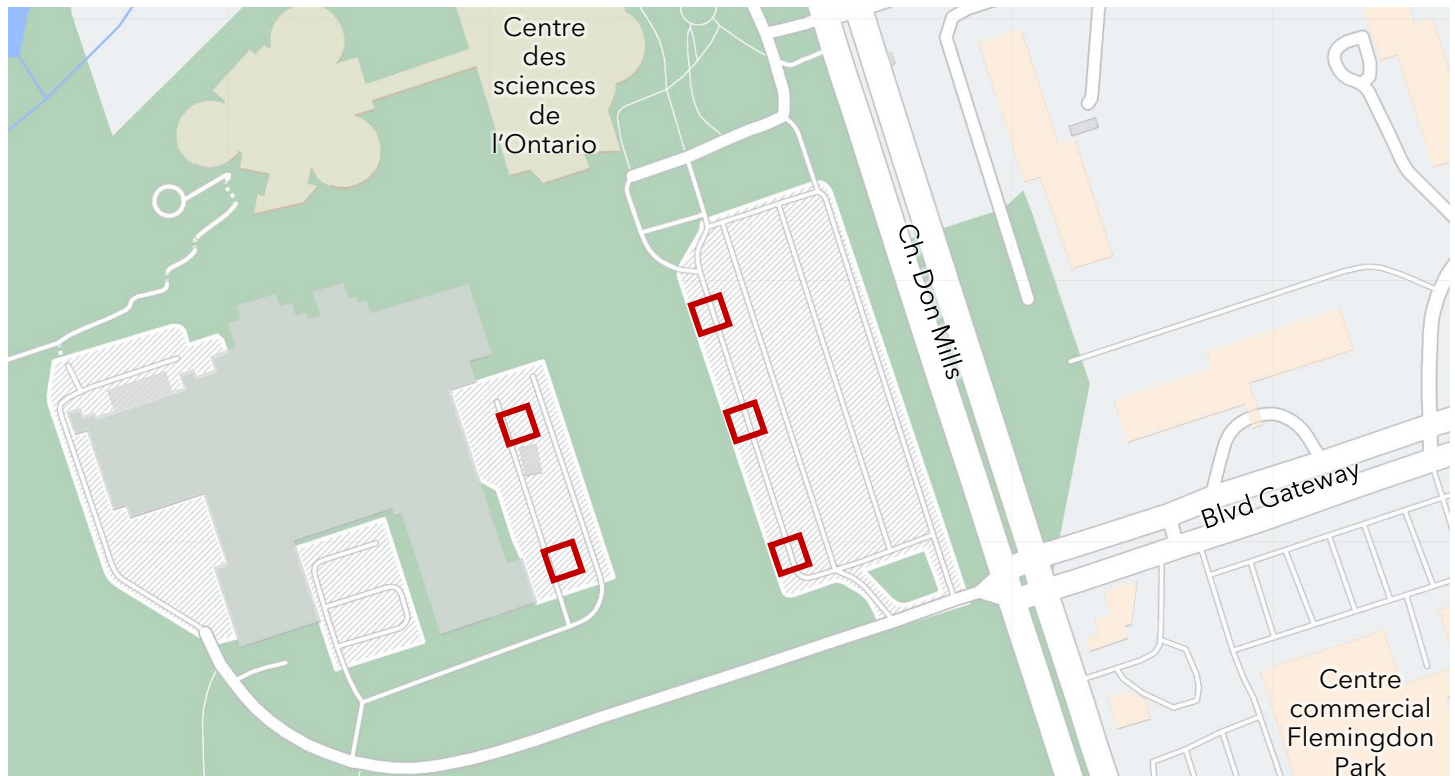 Centre
des
sciences
de
l'Ontario
Ch. Don Mills
Blvd Gateway
Centre
commercial
Flemingdon
Park